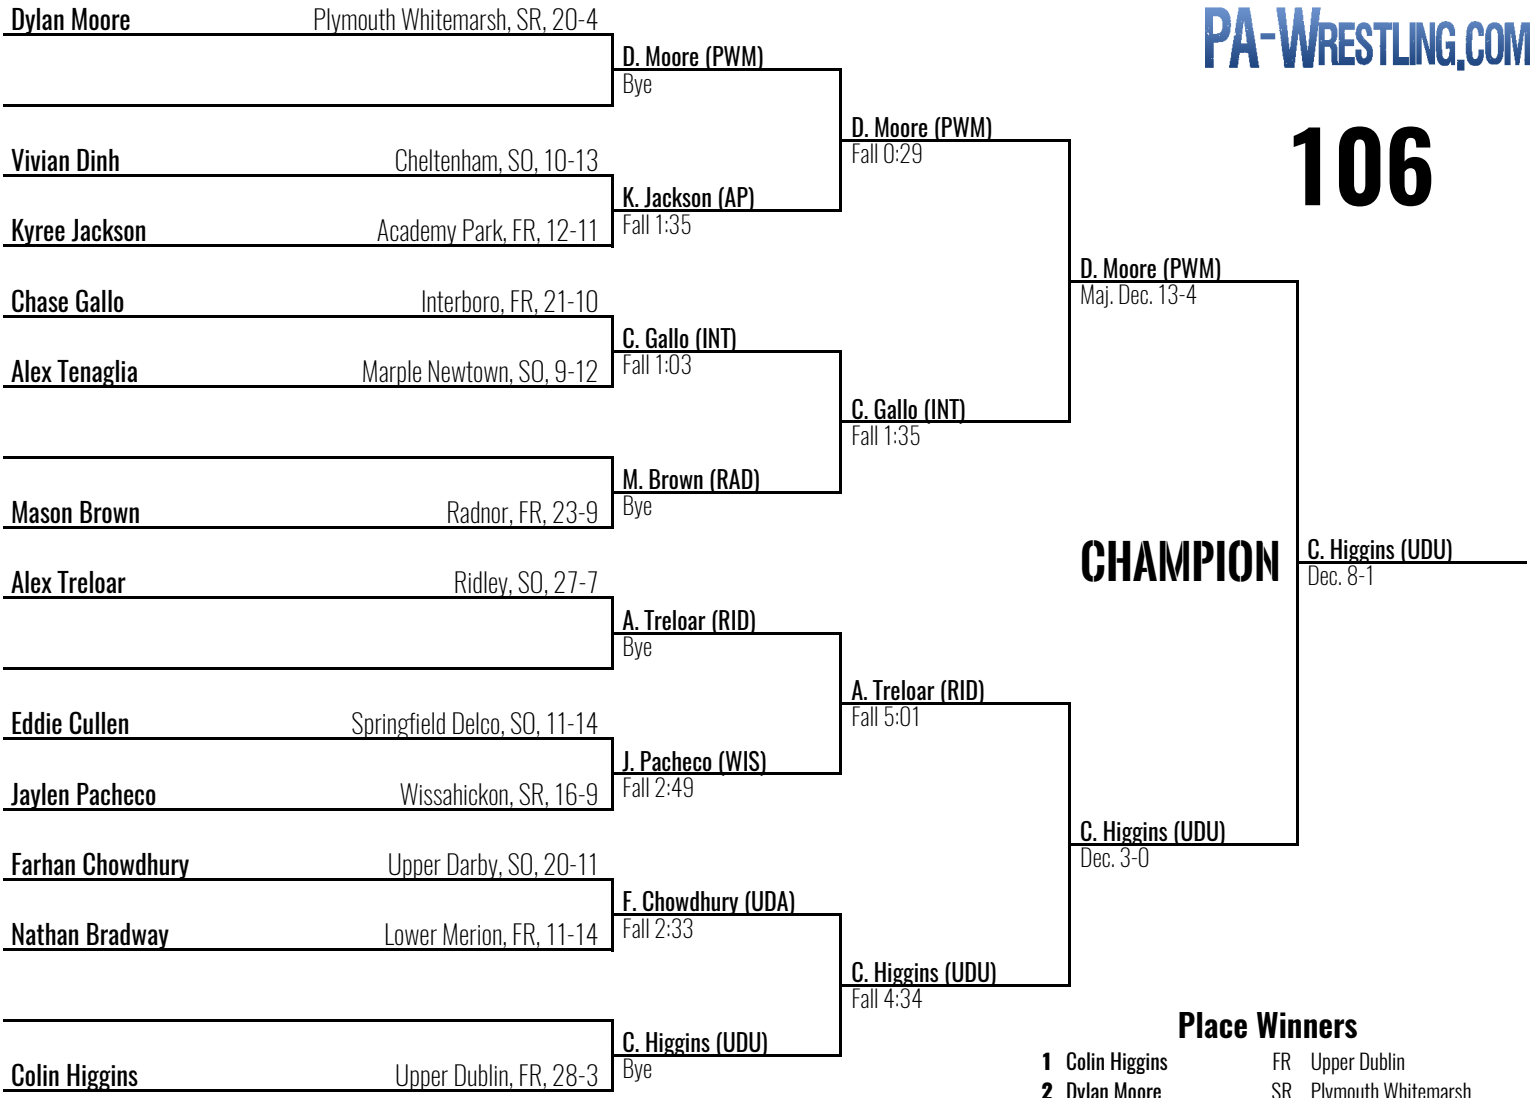 Dylan Moore Plymouth Whitemarsh, SR, 20-4
D. Moore (PWM)
Bye
PA-WRESTLING.COM
106
D. Moore (PWM)
Fall 0:29
Vivian Dinh Cheltenham, SO, 10-13
K. Jackson (AP)
Fall 1:35
Kyree Jackson Academy Park, FR, 12-11
D. Moore (PWM)
Maj. Dec. 13-4
Chase Gallo Interboro, FR, 21-10
C. Gallo (INT)
Fall 1:03
Alex Tenaglia Marple Newtown, SO, 9-12
C. Gallo (INT)
Fall 1:35
M. Brown (RAD)
Bye
Mason Brown Radnor, FR, 23-9
CHAMPION
C. Higgins (UDU)
Dec. 8-1
Alex Treloar Ridley, SO, 27-7
A. Treloar (RID)
Bye
A. Treloar (RID)
Fall 5:01
Eddie Cullen Springfield Delco, SO, 11-14
J. Pacheco (WIS)
Fall 2:49
Jaylen Pacheco Wissahickon, SR, 16-9
C. Higgins (UDU)
Dec. 3-0
Farhan Chowdhury Upper Darby, SO, 20-11
F. Chowdhury (UDA)
Fall 2:33
Nathan Bradway Lower Merion, FR, 11-14
C. Higgins (UDU)
Fall 4:34
C. Higgins (UDU)
Bye
Colin Higgins Upper Dublin, FR, 28-3
Place Winners
1 Colin Higgins FR Upper Dublin
2 Dylan Moore SR Plymouth Whitemarsh